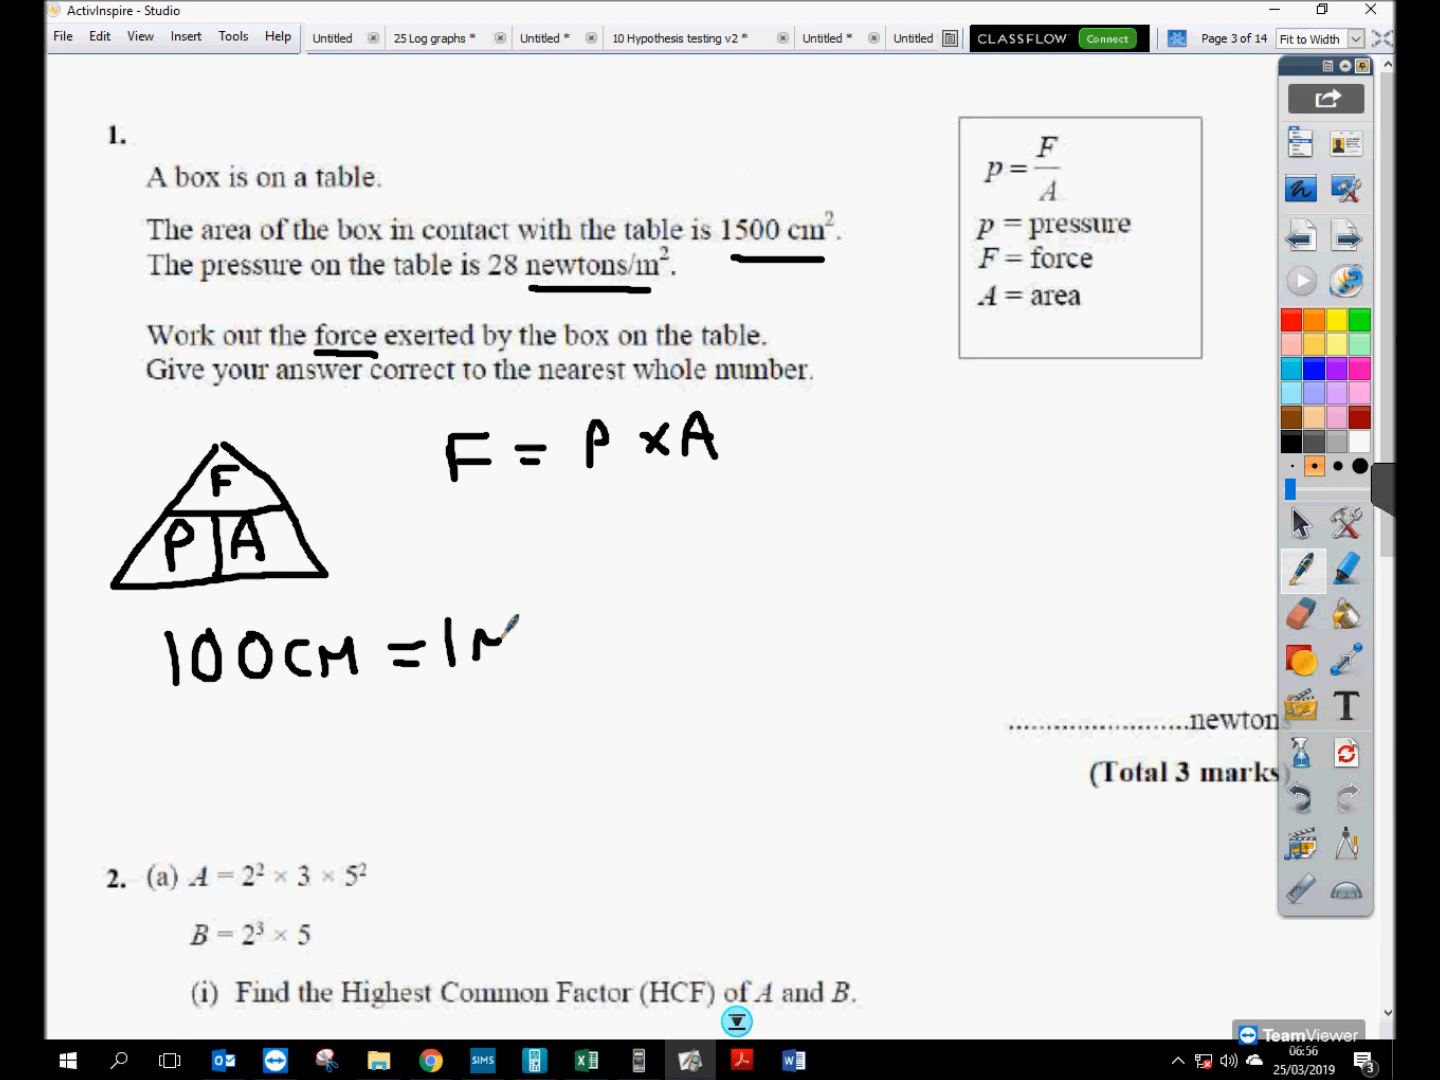 ActivInspire - Studio
File Edit View Insert Tools Help Untitled 25 Log graphs * Untitled * 10 Hypothesis testing v2 * Untitled * Untitled CLASSFLOW Connect Page 3 of 14 Fit to Width
1.
A box is on a table.
The area of the box in contact with the table is 1500 cm².
The pressure on the table is 28 newtons/m².
Work out the force exerted by the box on the table.
Give your answer correct to the nearest whole number.
p = F/A
p = pressure
F = force
A = area
F = P × A
F
P A
100CM = 1M
T
......................newtons
(Total 3 marks)
2. (a) A = 2² × 3 × 5²
B = 2³ × 5
(i) Find the Highest Common Factor (HCF) of A and B.
TeamViewer
SIMS
06:56
25/03/2019
3